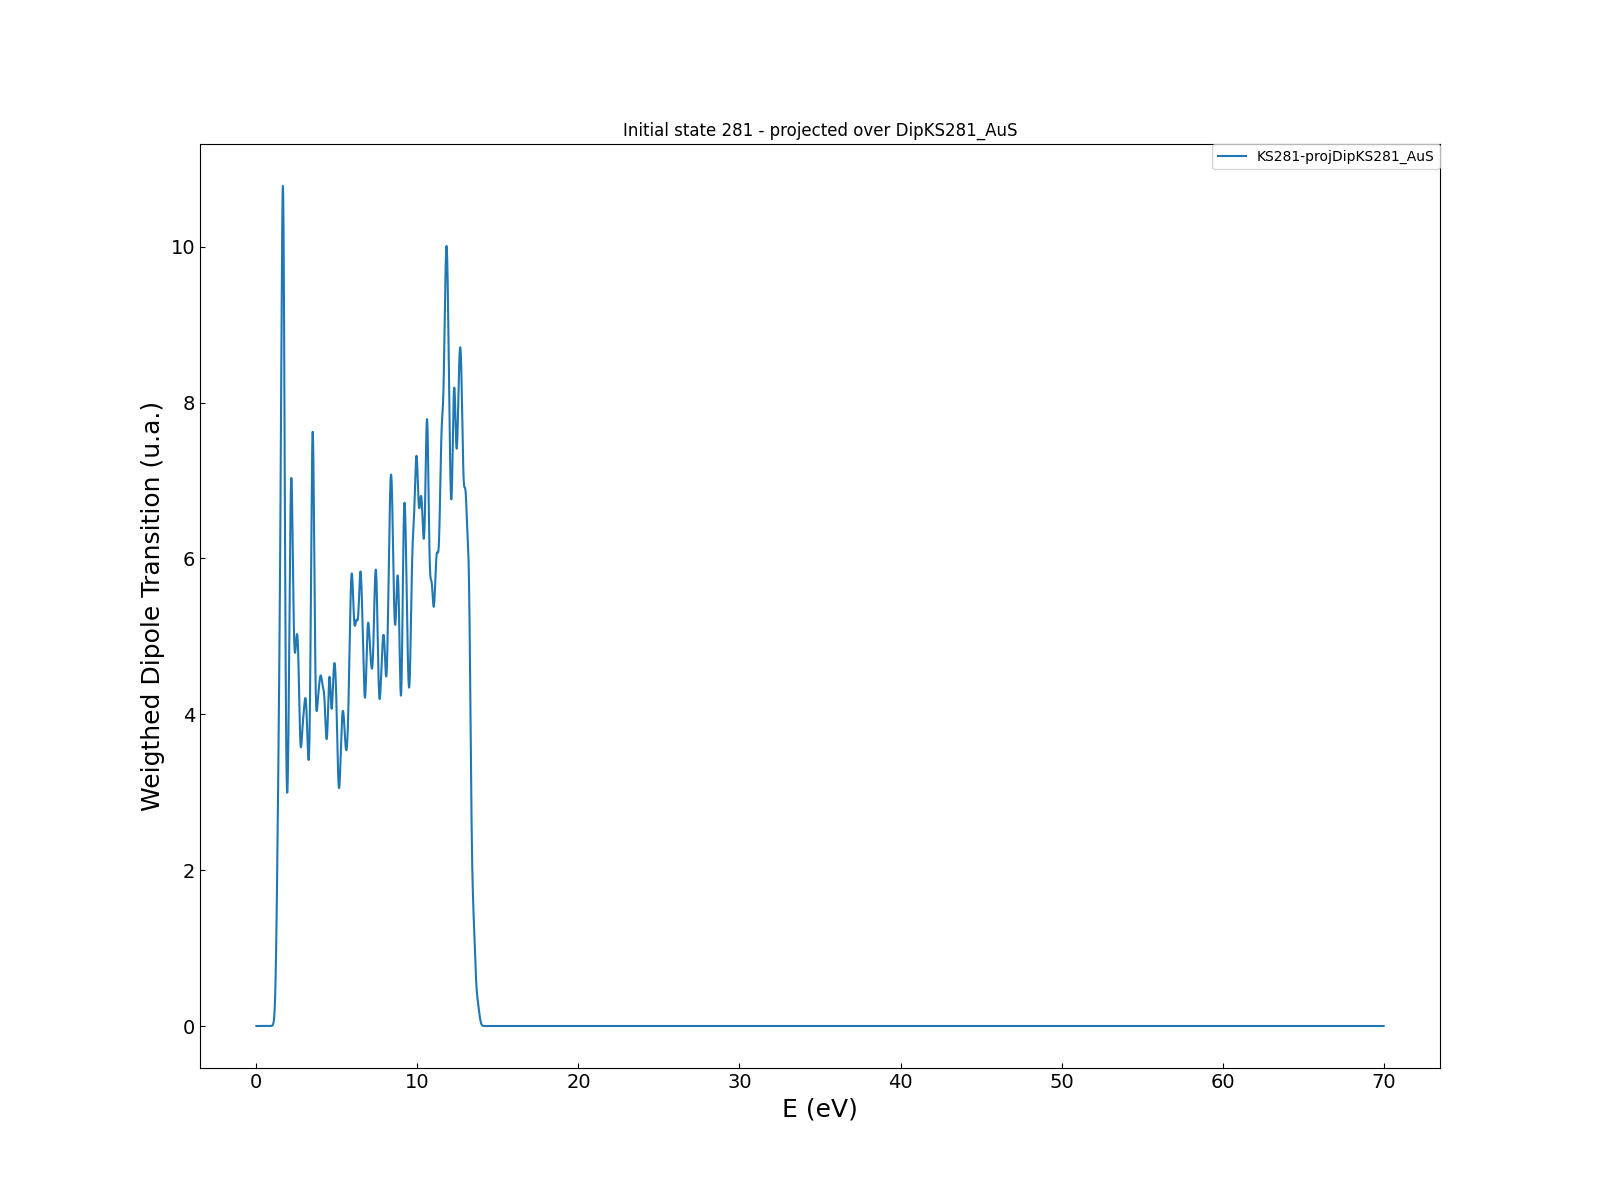 Initial state 281 - projected over DipKS281_AuS
KS281-projDipKS281_AuS
Weigthed Dipole Transition (u.a.)
10
8
6
4
2
0
0 10 20 30 40 50 60 70
E (eV)